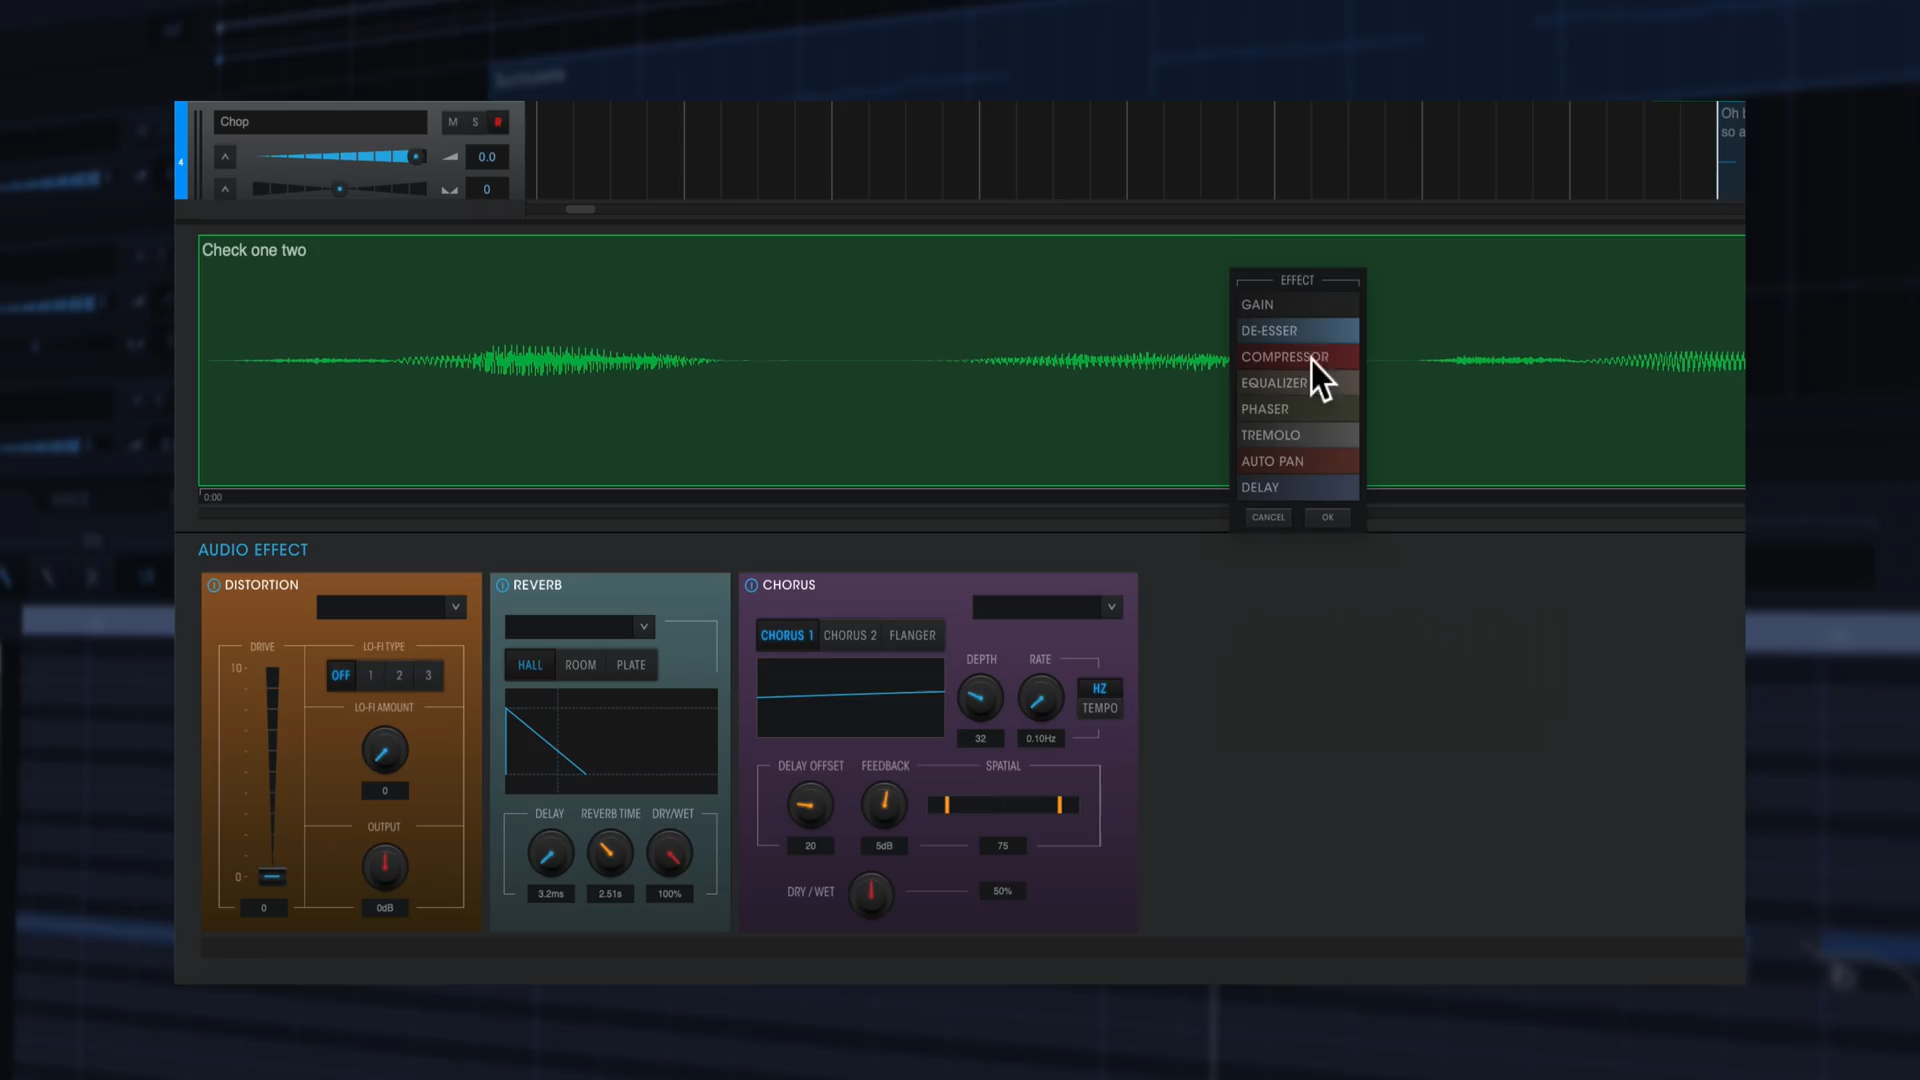 Chop
M S R
Oh
so a
4
0.0
0
Check one two
EFFECT
GAIN
DE-ESSER
COMPRESSOR
EQUALIZER
PHASER
TREMOLO
AUTO PAN
DELAY
CANCEL OK
0:00
AUDIO EFFECT
DISTORTION
DRIVE
10
0
0
LO-FI TYPE
OFF 1 2 3
LO-FI AMOUNT
0
OUTPUT
0dB
REVERB
HALL ROOM PLATE
DELAY REVERB TIME DRY/WET
3.2ms 2.51s 100%
CHORUS
CHORUS 1 CHORUS 2 FLANGER
DEPTH RATE
HZ
TEMPO
32 0.10Hz
DELAY OFFSET FEEDBACK SPATIAL
20 5dB 75
DRY / WET 50%